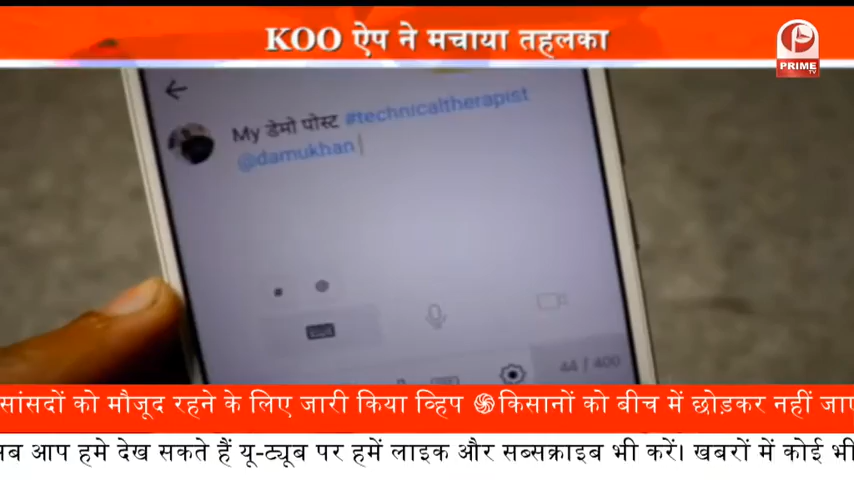 KOO ऐप ने मचाया तहलका
PRIME
TV
My डेमो पोस्ट #technicaltherapist
@damukhan
44 / 400
सांसदों को मौजूद रहने के लिए जारी किया व्हिप किसानों को बीच में छोड़कर नहीं
आप हमे देख सकते हैं यू-ट्यूब पर हमें लाइक और सब्सक्राइब भी करें। खबरों में कोई भी